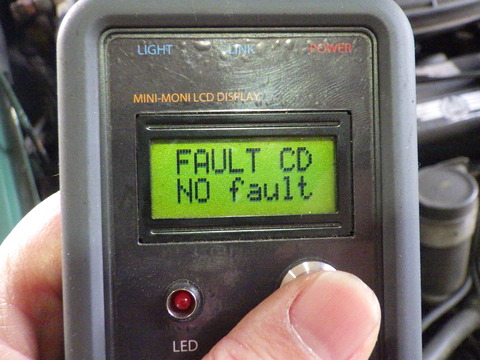 LIGHT LINK POWER
MINI-MONI LCD DISPLAY
FAULT CD
NO fault
LED